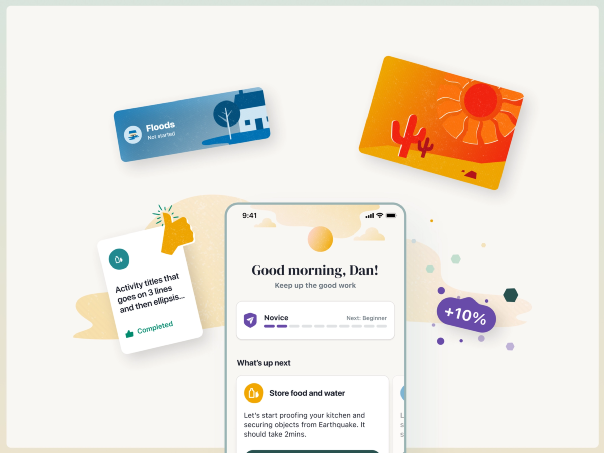 Floods
Not started
Activity titles that
goes on 3 lines
and then ellipsis...
Completed
9:41
Good morning, Dan!
Keep up the good work
Novice
Next: Beginner
+10%
What's up next
Store food and water
Let's start proofing your kitchen and
securing objects from Earthquake. It
should take 2mins.
L
s
s